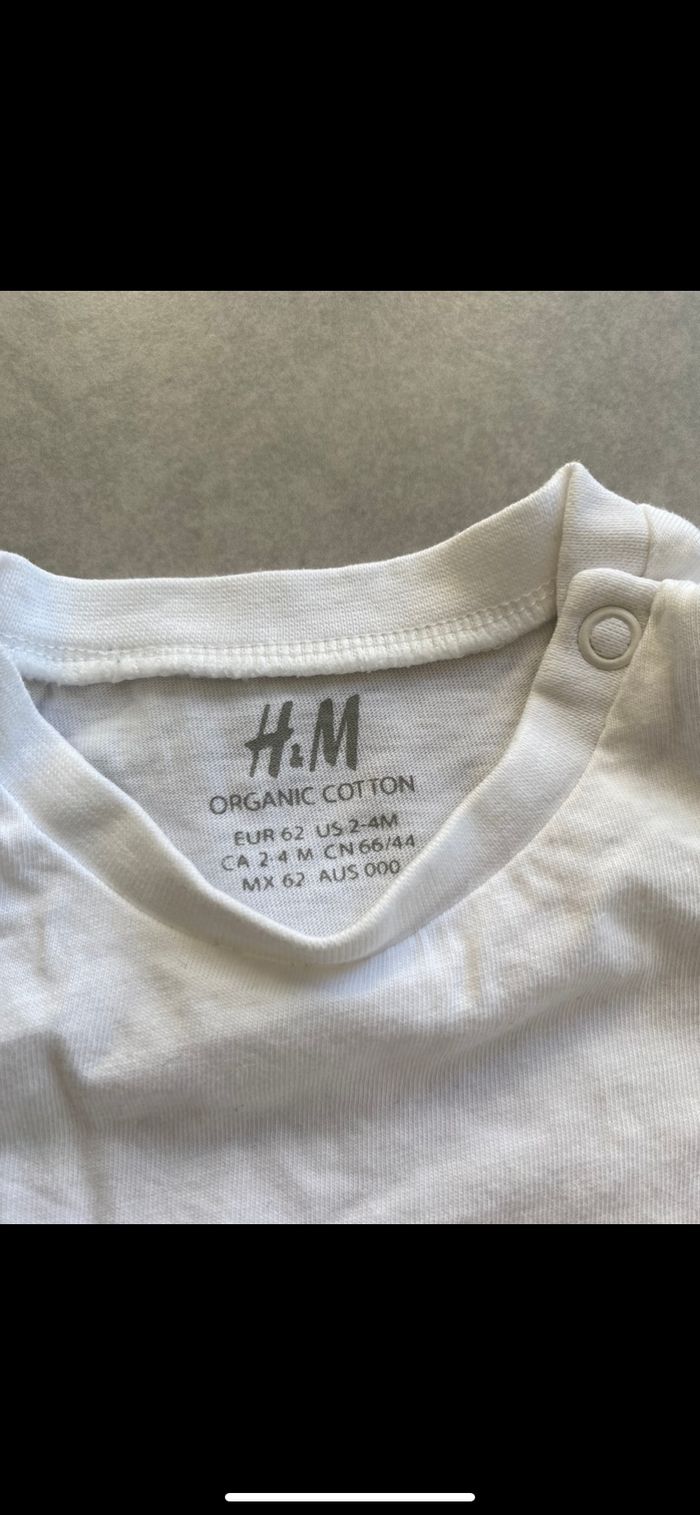 H&M
ORGANIC COTTON
EUR 62 US 2-4M
CA 2-4 M CN 66/44
MX 62 AUS 000